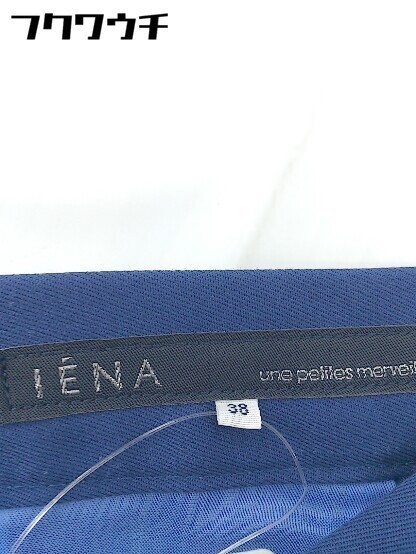 フクワウチ
IÉNA
une petites merveil
38